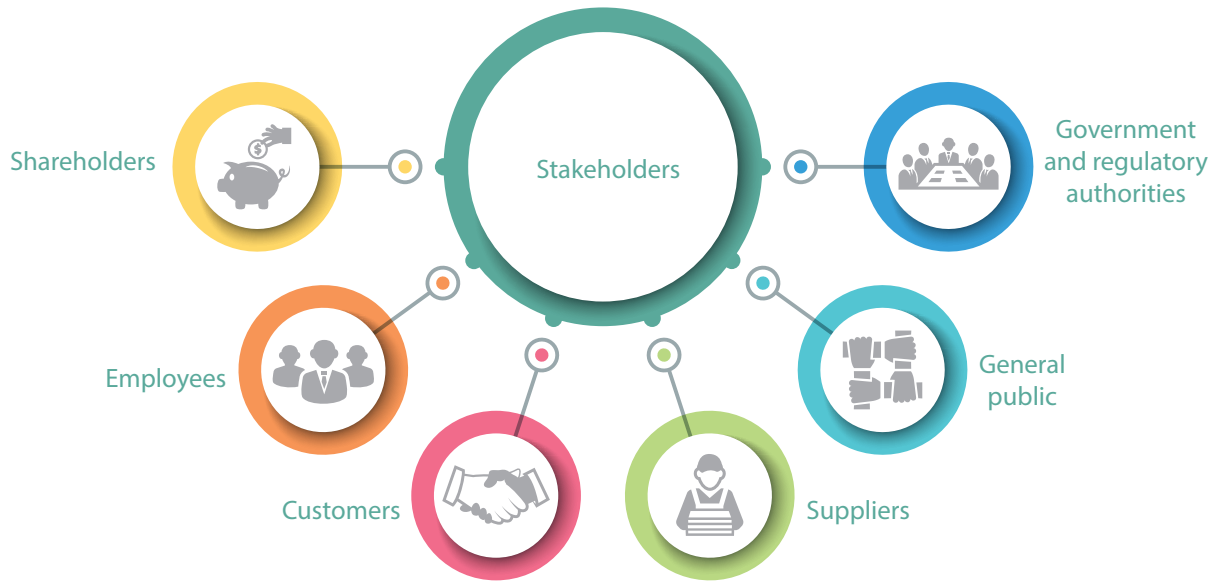 Stakeholders
Shareholders
Employees
Customers
Suppliers
General
public
Government
and regulatory
authorities
$